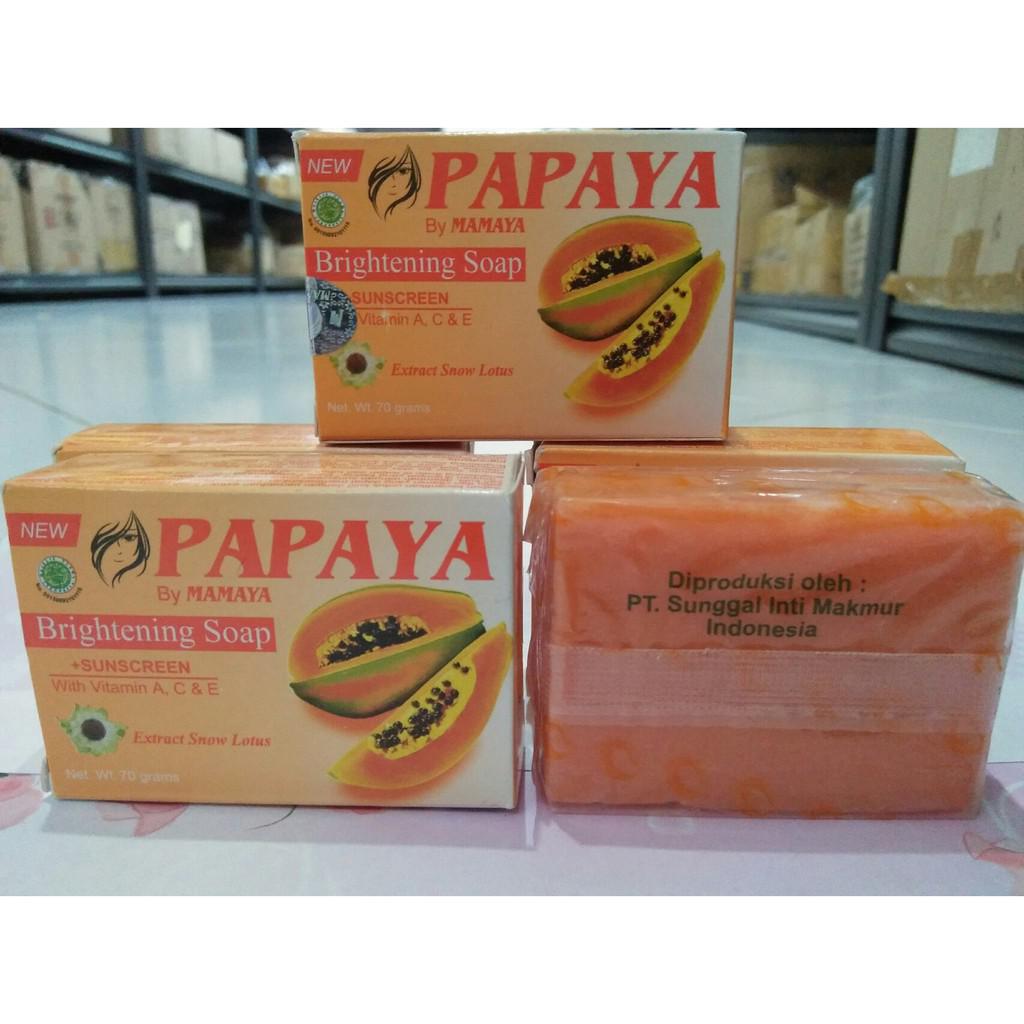 NEW
PAPAYA
By MAMAYA
Brightening Soap
SUNSCREEN
Vitamin A, C & E
Extract Snow Lotus
Net. Wt. 70 grams
NEW
PAPAYA
By MAMAYA
Brightening Soap
+SUNSCREEN
With Vitamin A, C & E
Extract Snow Lotus
Net. Wt. 70 grams
Diproduksi oleh :
PT. Sunggal Inti Makmur
Indonesia